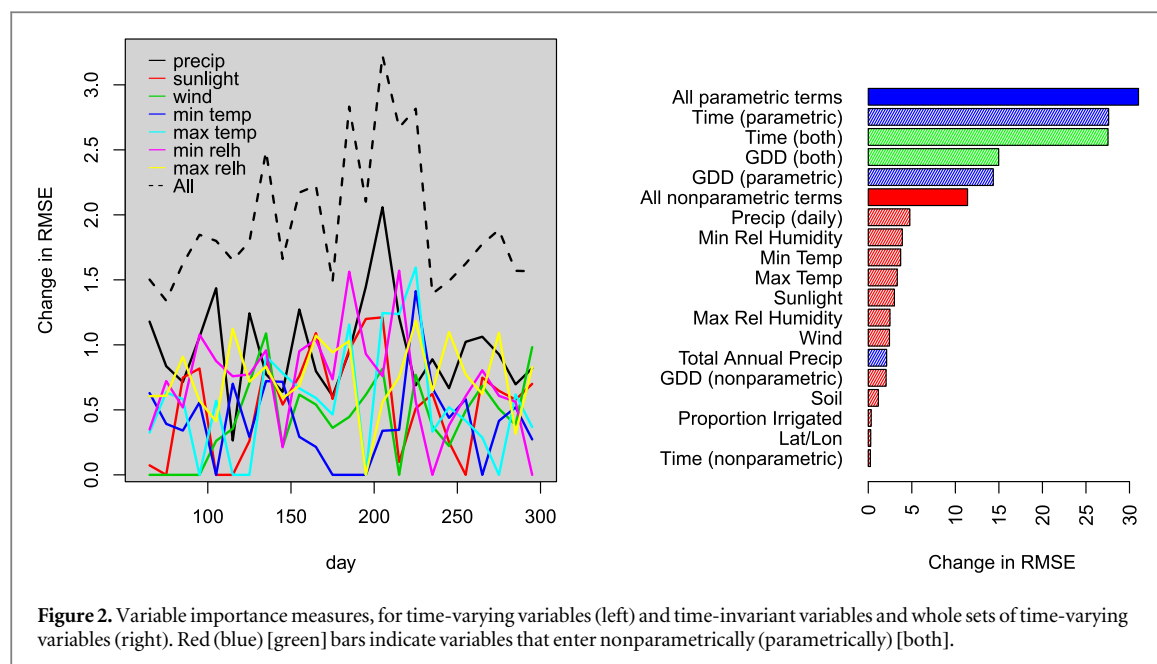 precip
sunlight
wind
min temp
max temp
min relh
max relh
All
Change in RMSE
0.0
0.5
1.0
1.5
2.0
2.5
3.0
100
150
200
250
300
day
All parametric terms
Time (parametric)
Time (both)
GDD (both)
GDD (parametric)
All nonparametric terms
Precip (daily)
Min Rel Humidity
Min Temp
Max Temp
Sunlight
Max Rel Humidity
Wind
Total Annual Precip
GDD (nonparametric)
Soil
Proportion Irrigated
Lat/Lon
Time (nonparametric)
0
5
10
15
20
25
30
Change in RMSE
Figure 2. Variable importance measures, for time-varying variables (left) and time-invariant variables and whole sets of time-varying
variables (right). Red (blue) [green] bars indicate variables that enter nonparametrically (parametrically) [both].